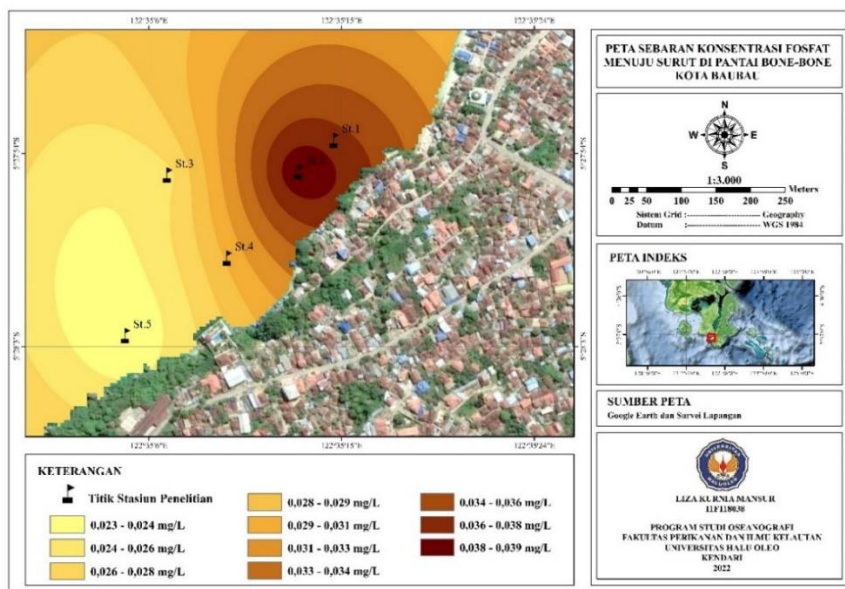 122°35'6"E 122°35'15"E 122°35'24"E
St.1
St.3
St.4
St.5
122°35'6"E 122°35'15"E 122°35'24"E
PETA SEBARAN KONSENTRASI FOSFAT
MENUJU SURUT DI PANTAI BONE-BONE
KOTA BAUBAU
N
W E
S
1:3.000
Meters
0 25 50 100 150 200 250
Sistem Grid : Geography
Datum : WGS 1984
PETA INDEKS
SUMBER PETA
Google Earth dan Survei Lapangan
UNIVERSITAS
HALUOLEO
LIZA KURNIA MANSUR
I1F118038
PROGRAM STUDI OSEANOGRAFI
FAKULTAS PERIKANAN DAN ILMU KELAUTAN
UNIVERSITAS HALU OLEO
KENDARI
2022
KETERANGAN
Titik Stasiun Penelitian
0,023 - 0,024 mg/L
0,024 - 0,026 mg/L
0,026 - 0,028 mg/L
0,028 - 0,029 mg/L
0,029 - 0,031 mg/L
0,031 - 0,033 mg/L
0,033 - 0,034 mg/L
0,034 - 0,036 mg/L
0,036 - 0,038 mg/L
0,038 - 0,039 mg/L